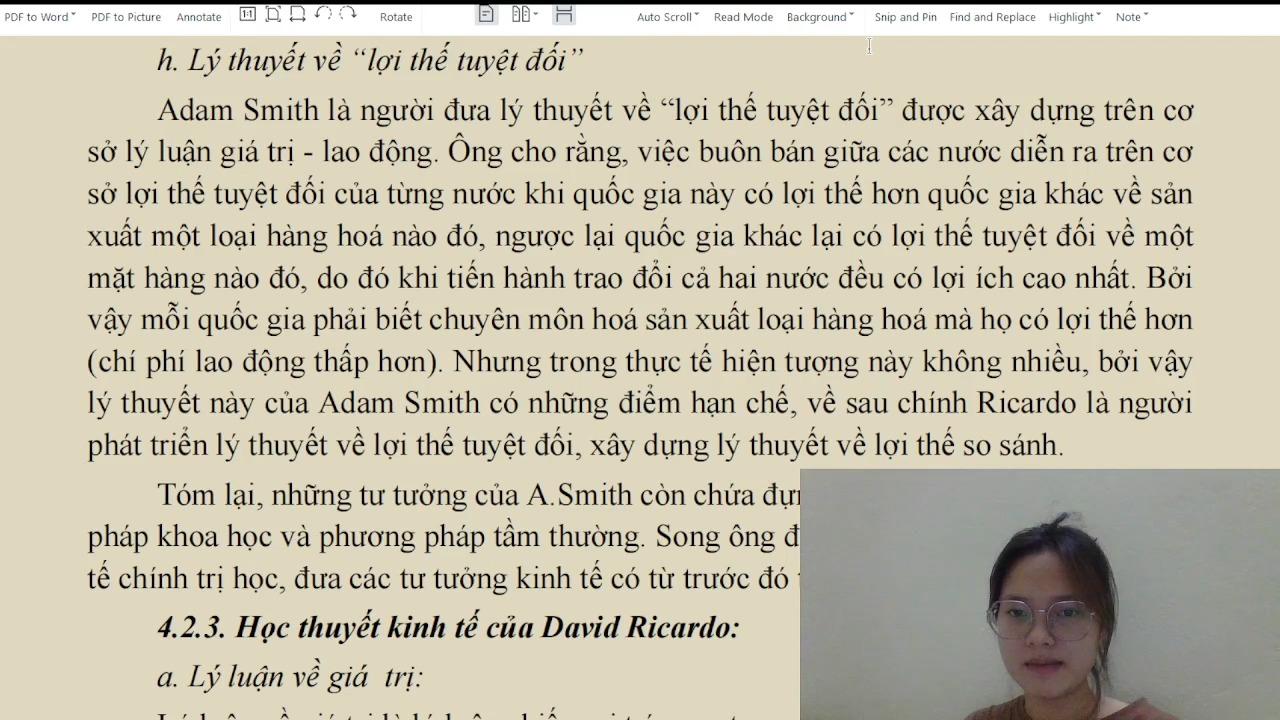 PDF to Word PDF to Picture Annotate 1:1 Rotate Auto Scroll Read Mode Background Snip and Pin Find and Replace Highlight Note
h. Lý thuyết về “lợi thế tuyệt đối”
Adam Smith là người đưa lý thuyết về “lợi thế tuyệt đối” được xây dựng trên cơ
sở lý luận giá trị - lao động. Ông cho rằng, việc buôn bán giữa các nước diễn ra trên cơ
sở lợi thế tuyệt đối của từng nước khi quốc gia này có lợi thế hơn quốc gia khác về sản
xuất một loại hàng hoá nào đó, ngược lại quốc gia khác lại có lợi thế tuyệt đối về một
mặt hàng nào đó, do đó khi tiến hành trao đổi cả hai nước đều có lợi ích cao nhất. Bởi
vậy mỗi quốc gia phải biết chuyên môn hoá sản xuất loại hàng hoá mà họ có lợi thế hơn
(chí phí lao động thấp hơn). Nhưng trong thực tế hiện tượng này không nhiều, bởi vậy
lý thuyết này của Adam Smith có những điểm hạn chế, về sau chính Ricardo là người
phát triển lý thuyết về lợi thế tuyệt đối, xây dựng lý thuyết về lợi thế so sánh.
Tóm lại, những tư tưởng của A.Smith còn chứa
pháp khoa học và phương pháp tầm thường. Song ông
tế chính trị học, đưa các tư tưởng kinh tế có từ trước đó
4.2.3. Học thuyết kinh tế của David Ricardo:
a. Lý luận về giá trị: